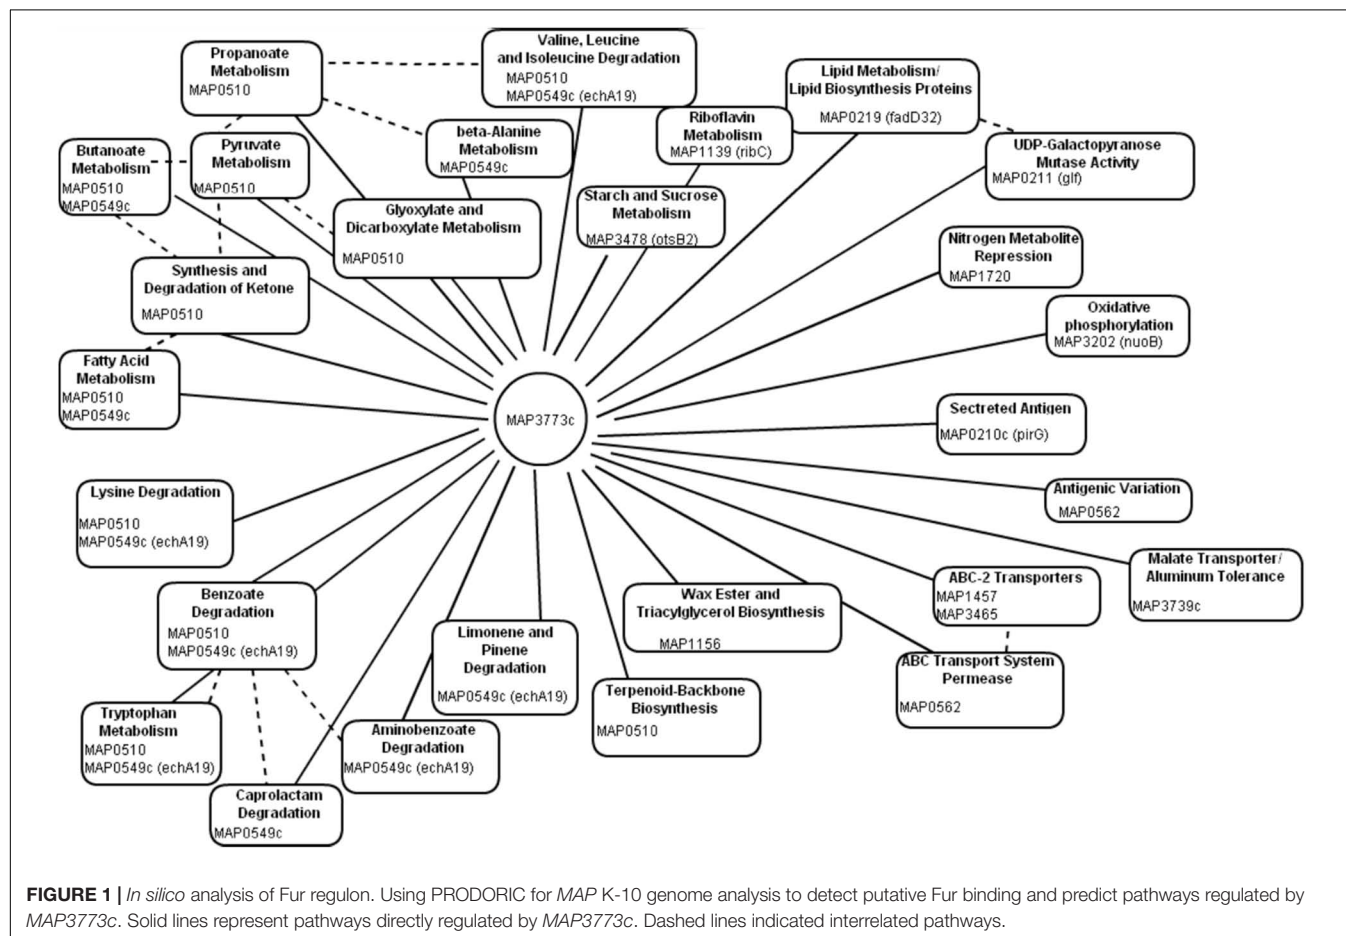 Propanoate
Metabolism
MAP0510
Valine, Leucine
and Isoleucine Degradation
MAP0510
MAP0549c (echA19)
Lipid Metabolism/
Lipid Biosynthesis Proteins
MAP0219 (fadD32)
Riboflavin
Metabolism
MAP1139 (ribC)
beta-Alanine
Metabolism
MAP0549c
Butanoate
Metabolism
MAP0510
MAP0549c
Pyruvate
Metabolism
MAP0510
UDP-Galactopyranose
Mutase Activity
MAP0211 (glf)
Glyoxylate and
Dicarboxylate Metabolism
MAP0510
Starch and Sucrose
Metabolism
MAP3478 (otsB2)
Nitrogen Metabolite
Repression
MAP1720
Synthesis and
Degradation of Ketone
MAP0510
Oxidative
phosphorylation
MAP3202 (nuoB)
Fatty Acid
Metabolism
MAP0510
MAP0549c
MAP3773c
Sectreted Antigen
MAP0210c (pirG)
Lysine Degradation
MAP0510
MAP0549c (echA19)
Antigenic Variation
MAP0562
Malate Transporter/
Aluminum Tolerance
MAP3739c
ABC-2 Transporters
MAP1457
MAP3465
Benzoate
Degradation
MAP0510
MAP0549c (echA19)
Wax Ester and
Triacylglycerol Biosynthesis
MAP1156
Limonene and
Pinene
Degradation
MAP0549c (echA19)
ABC Transport System
Permease
MAP0562
Terpenoid-Backbone
Biosynthesis
MAP0510
Tryptophan
Metabolism
MAP0510
MAP0549c (echA19)
Aminobenzoate
Degradation
MAP0549c (echA19)
Caprolactam
Degradation
MAP0549c
FIGURE 1 | In silico analysis of Fur regulon. Using PRODORIC for MAP K-10 genome analysis to detect putative Fur binding and predict pathways regulated by
MAP3773c. Solid lines represent pathways directly regulated by MAP3773c. Dashed lines indicated interrelated pathways.